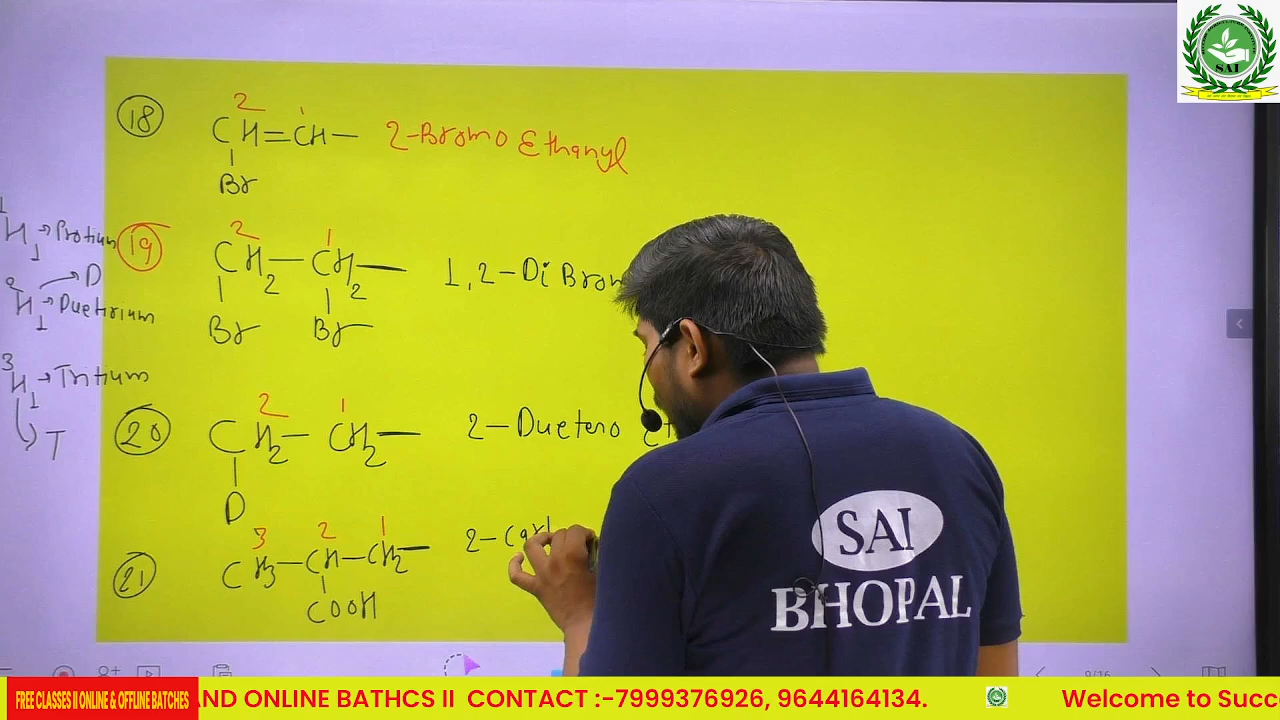 SAI
18
2 1
CH=CH— 2-Bromo Ethanyl
Br
1H1 → Protium
19
2 1
CH2—CH2— 1,2-Di Brom
Br Br
D
2H1 → Duetirium
3H1 → Tritium
T
20
2 1
CH2—CH2— 2-Duetero Et
D
21
3 2 1
CH3—CH—CH2— 2-Car
COOH
SAI
BHOPAL
FREE CLASSES II ONLINE & OFFLINE BATCHES
AND ONLINE BATHCS II CONTACT :-7999376926, 9644164134.
Welcome to Succ